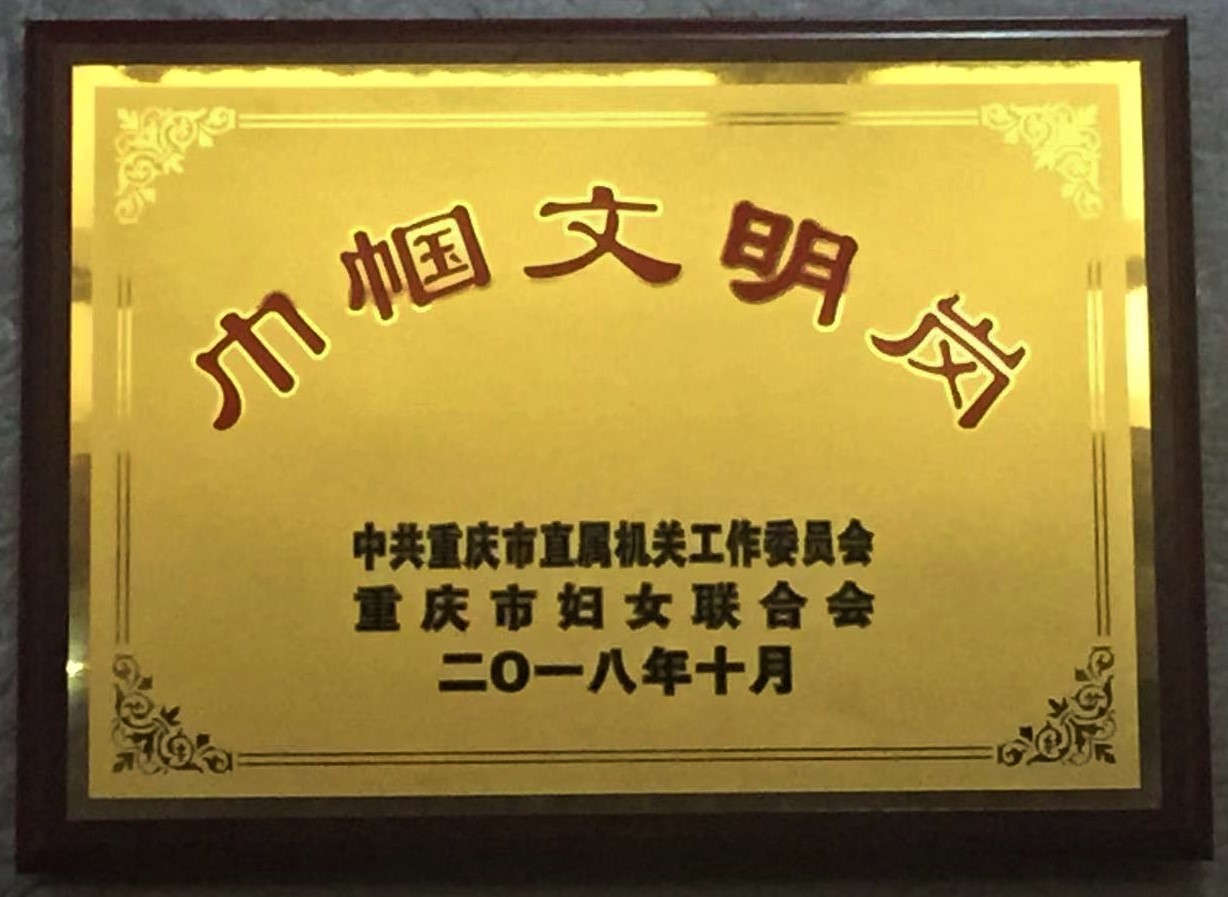 巾帼文明岗
中共重庆市直属机关工作委员会
重庆市妇女联合会
二〇一八年十月